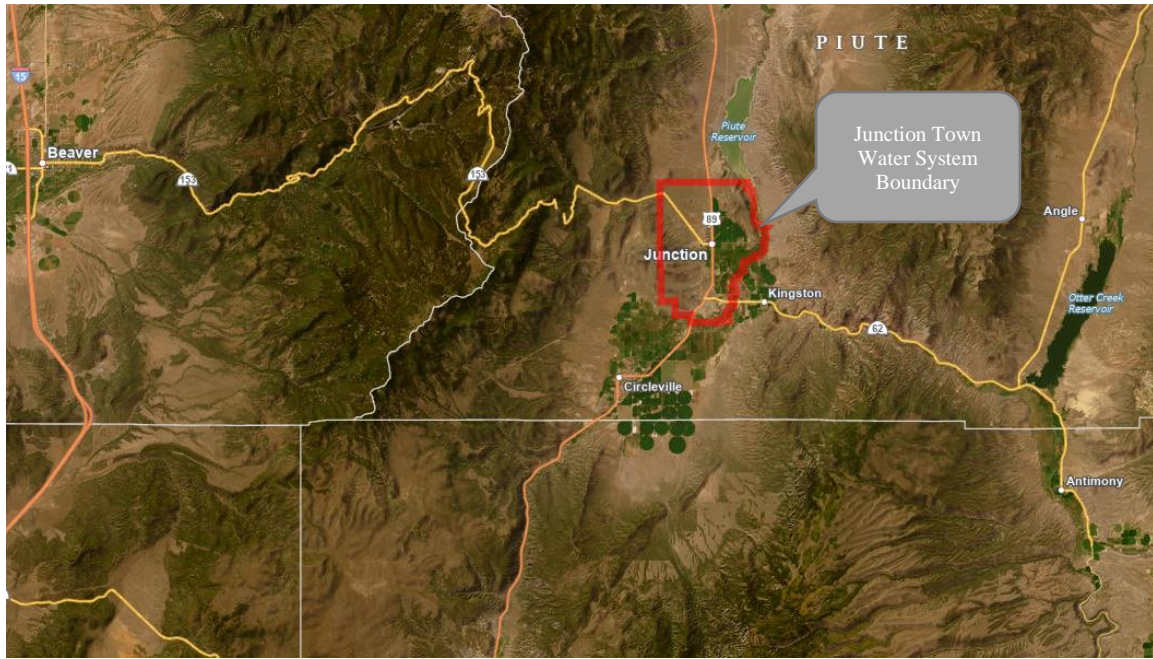 PIUTE
15
Piute
Reservoir
Junction Town
Water System
Boundary
Beaver
153
153
89
Angle
Junction
Kingston
Otter Creek
Reservoir
62
Circleville
Antimony